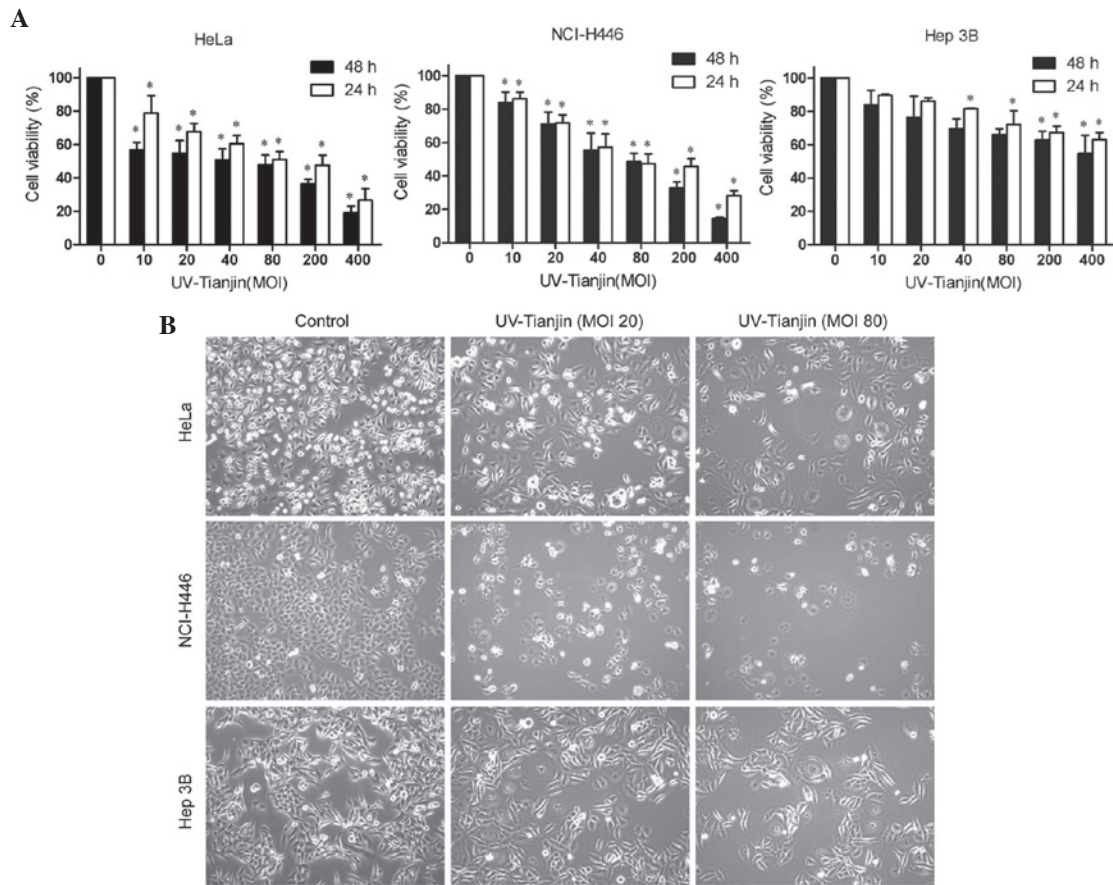 A
HeLa
48 h
24 h
Cell viability (%)
100
80
60
40
20
0
* * * * * * * * * * * *
0 10 20 40 80 200 400
UV-Tianjin(MOI)
NCI-H446
48 h
24 h
Cell viability (%)
100
80
60
40
20
0
* * * * * * * * * * * *
0 10 20 40 80 200 400
UV-Tianjin(MOI)
Hep 3B
48 h
24 h
Cell viability (%)
100
80
60
40
20
0
* * * * * *
0 10 20 40 80 200 400
UV-Tianjin(MOI)
B
Control UV-Tianjin (MOI 20) UV-Tianjin (MOI 80)
HeLa
NCI-H446
Hep 3B